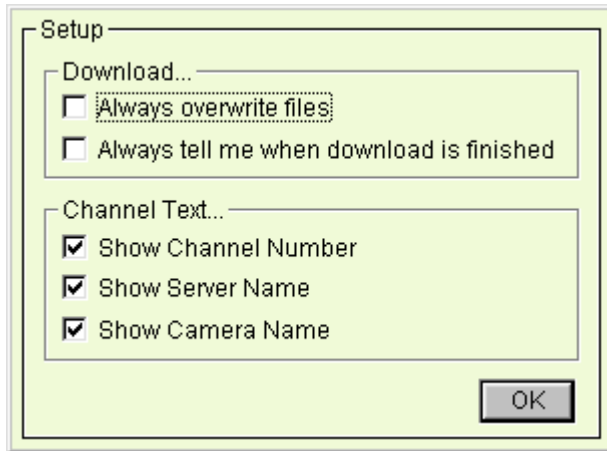 Setup
Download...
Always overwrite files
Always tell me when download is finished
Channel Text...
Show Channel Number
Show Server Name
Show Camera Name
OK